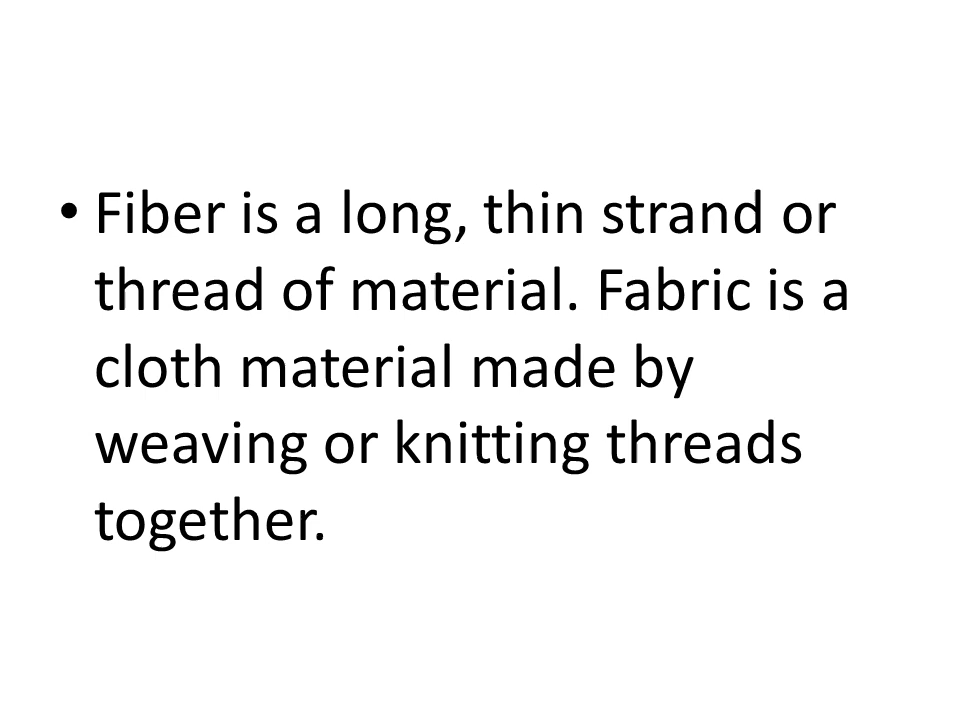 • Fiber is a long, thin strand or
thread of material. Fabric is a
cloth material made by
weaving or knitting threads
together.